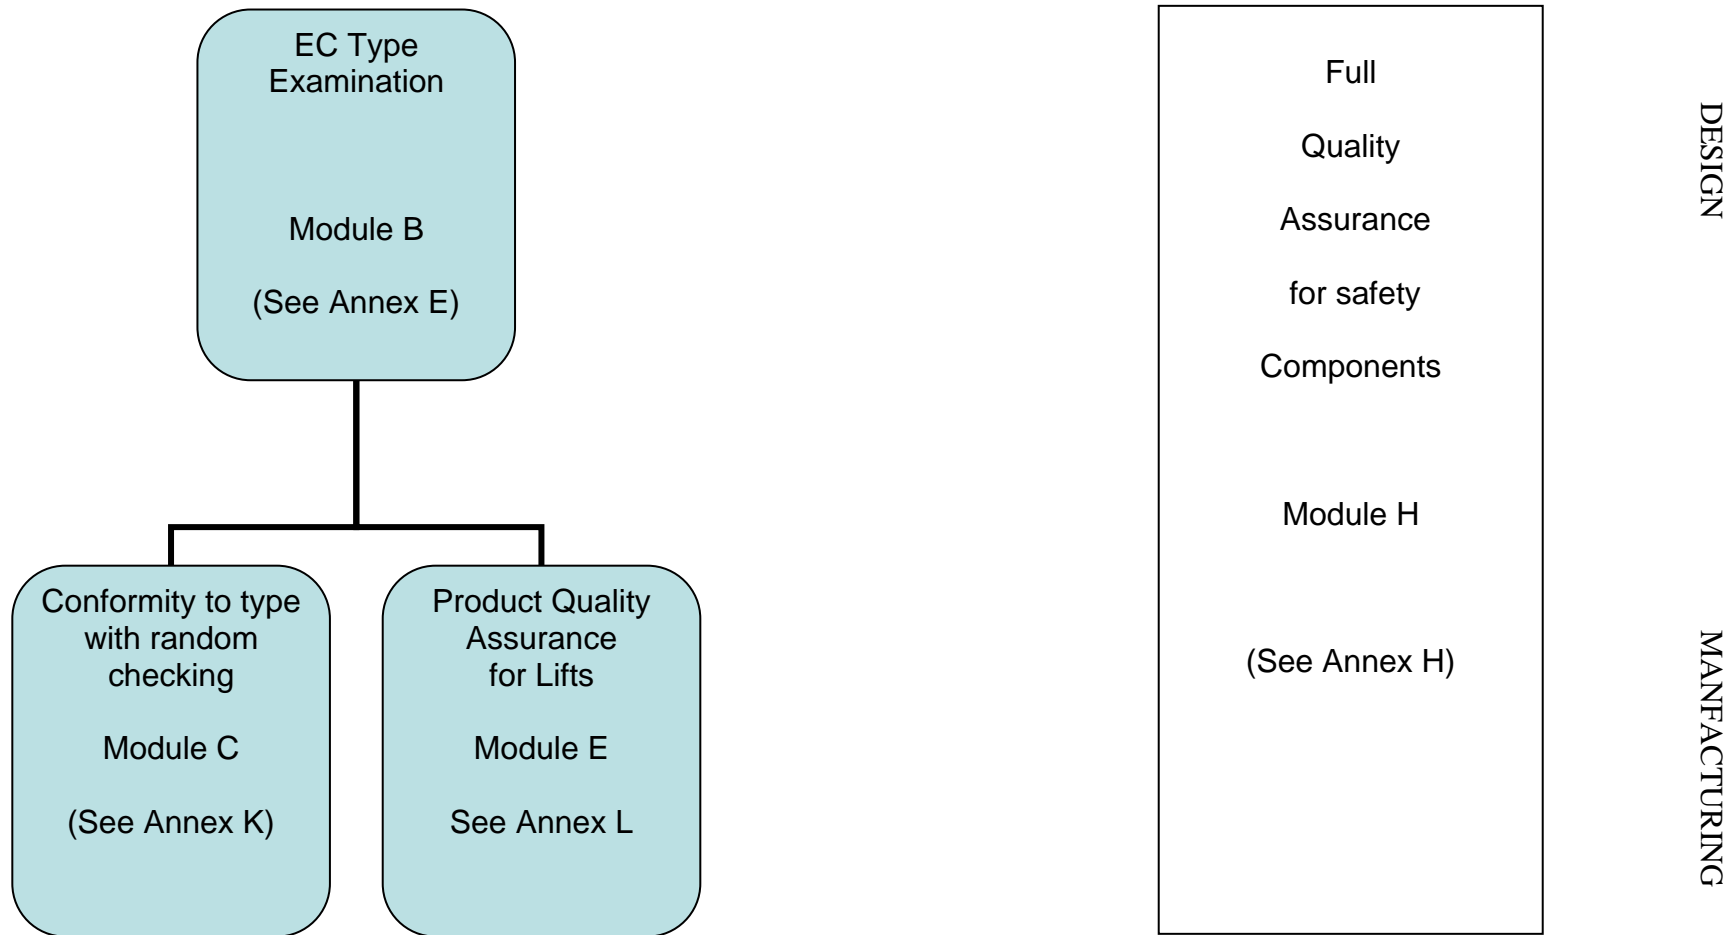 EC Type
Examination
Module B
(See Annex E)
Conformity to type
with random
checking
Module C
(See Annex K)
Product Quality
Assurance
for Lifts
Module E
See Annex L
Full
Quality
Assurance
for safety
Components
Module H
(See Annex H)
DESIGN
MANFACTURING